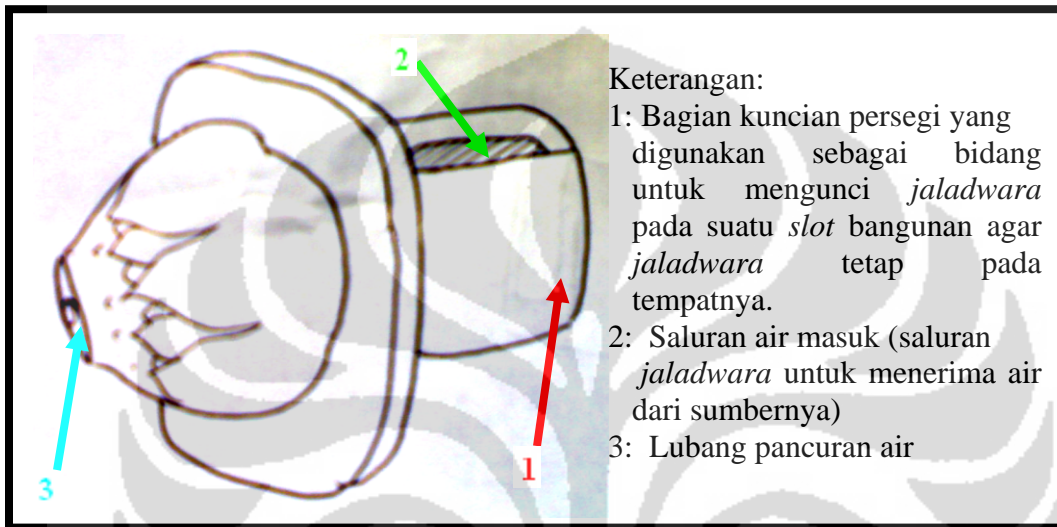 2
1
3
Keterangan:
1: Bagian kuncian persegi yang
digunakan sebagai bidang
untuk mengunci jaladwara
pada suatu slot bangunan agar
jaladwara tetap pada
tempatnya.
2: Saluran air masuk (saluran
jaladwara untuk menerima air
dari sumbernya)
3: Lubang pancuran air